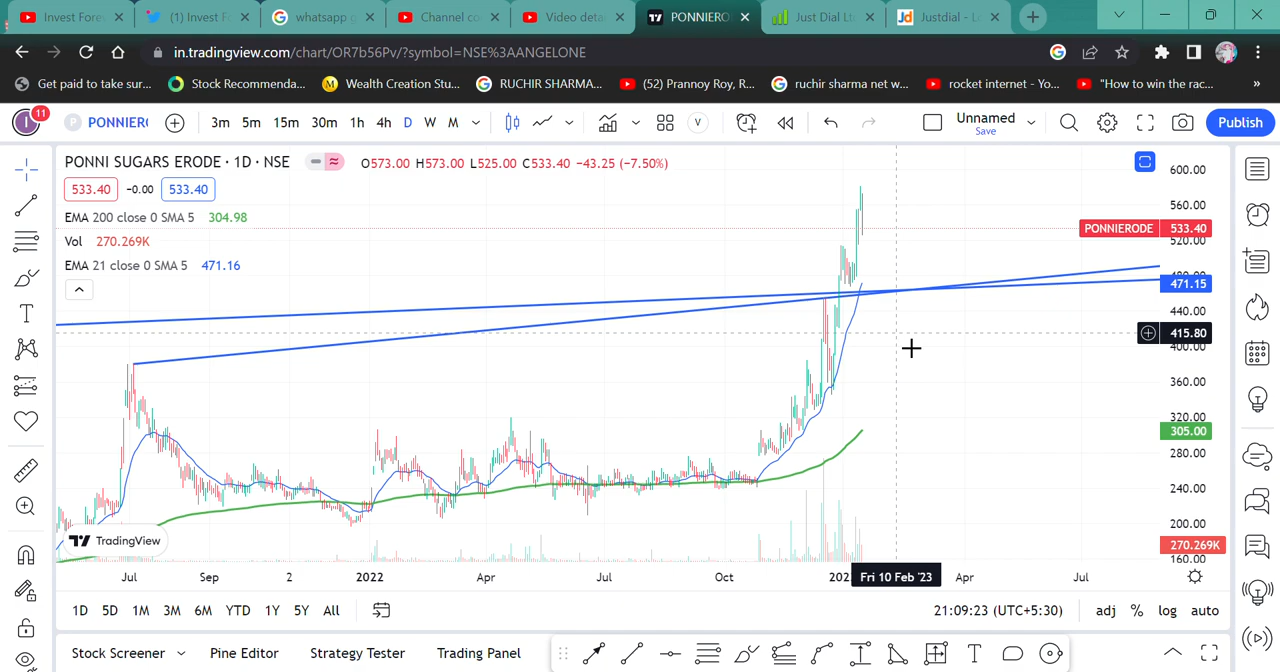 Invest Fores
(1) Invest F
whatsapp g
Channel co
Video detai
PONNIERO
Just Dial Lt
Justdial - L
in.tradingview.com/chart/OR7b56Pv/?symbol=NSE%3AANGELONE
Get paid to take sur...
Stock Recommenda...
Wealth Creation Stu...
RUCHIR SHARMA...
(52) Prannoy Roy, R...
ruchir sharma net w...
rocket internet - Yo...
"How to win the rac...
»
I
11
P
PONNIER
3m 5m 15m 30m 1h 4h D W M
V
Unnamed
Save
Publish
PONNI SUGARS ERODE · 1D · NSE
O573.00 H573.00 L525.00 C533.40 −43.25 (−7.50%)
533.40 −0.00 533.40
EMA 200 close 0 SMA 5 304.98
Vol 270.269K
EMA 21 close 0 SMA 5 471.16
600.00
560.00
PONNIERODE 533.40
520.00
480.00
471.15
440.00
415.80
400.00
360.00
320.00
305.00
280.00
240.00
200.00
270.269K
160.00
TradingView
Jul Sep 2 2022 Apr Jul Oct 202 Fri 10 Feb '23 Apr Jul
1D 5D 1M 3M 6M YTD 1Y 5Y All
21:09:23 (UTC+5:30)
adj % log auto
Stock Screener
Pine Editor
Strategy Tester
Trading Panel
T